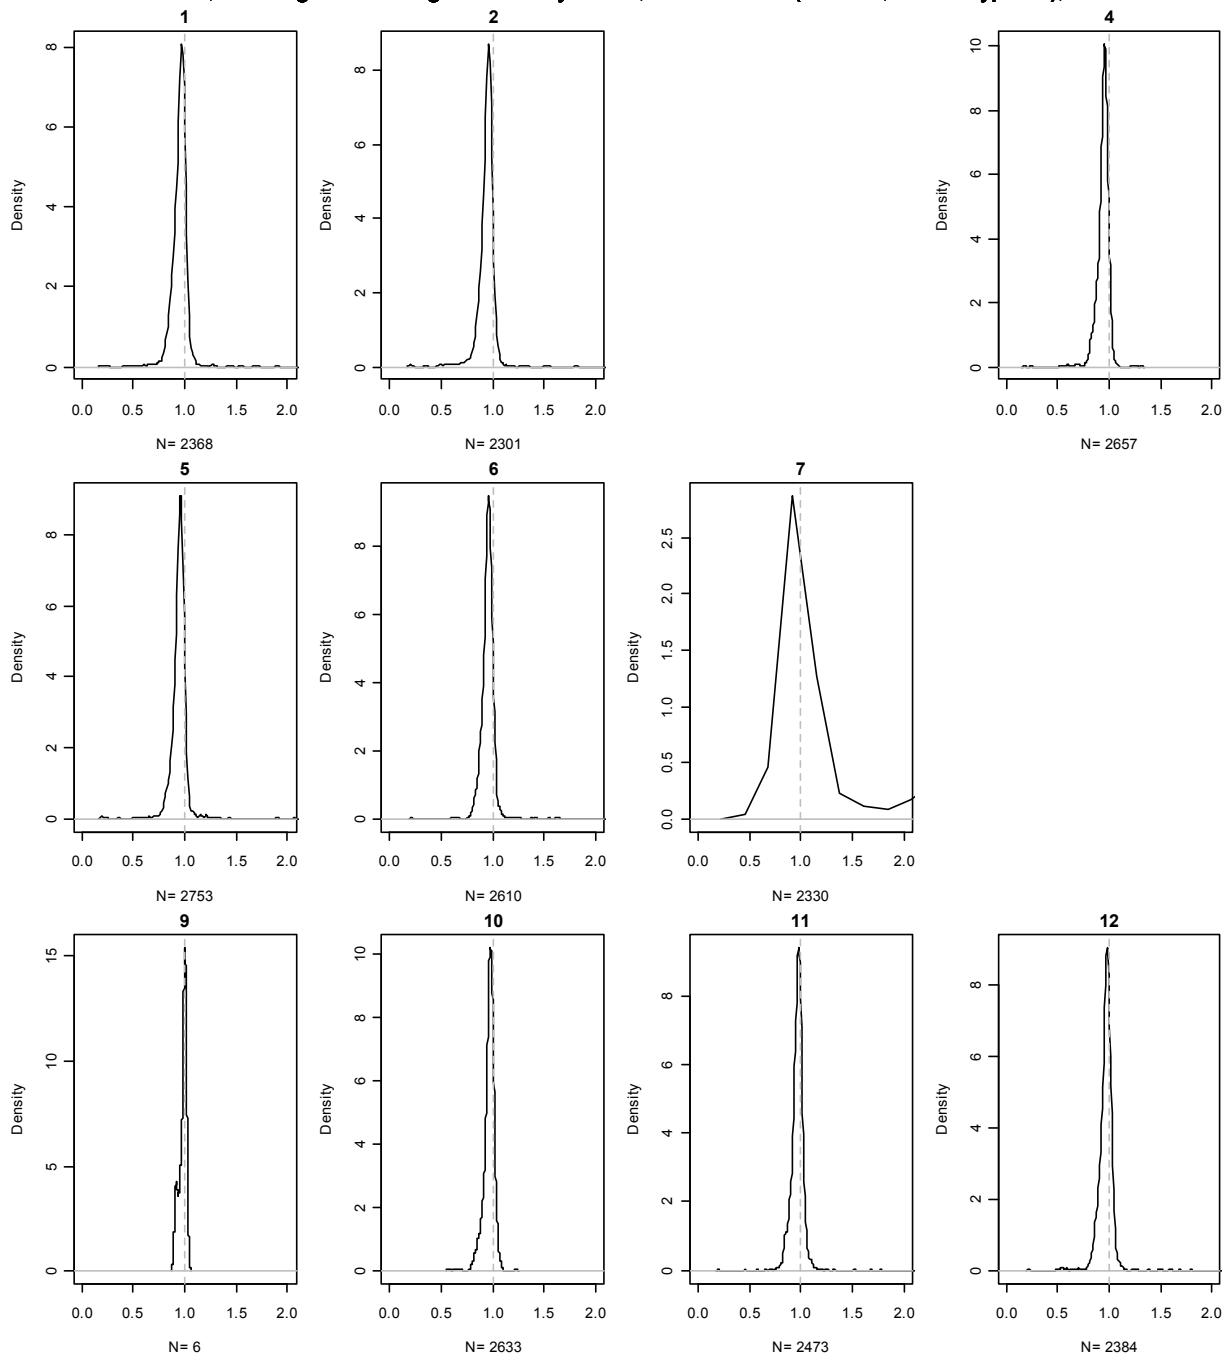 1 2 4
Density 0 2 4 6 8 0.0 0.5 1.0 1.5 2.0 N= 2368
Density 0 2 4 6 8 0.0 0.5 1.0 1.5 2.0 N= 2301
Density 0 2 4 6 8 10 0.0 0.5 1.0 1.5 2.0 N= 2657
5 6 7
Density 0 2 4 6 8 0.0 0.5 1.0 1.5 2.0 N= 2753
Density 0 2 4 6 8 0.0 0.5 1.0 1.5 2.0 N= 2610
Density 0.0 0.5 1.0 1.5 2.0 2.5 0.0 0.5 1.0 1.5 2.0 N= 2330
9 10 11 12
Density 0 5 10 15 0.0 0.5 1.0 1.5 2.0 N= 6
Density 0 2 4 6 8 10 0.0 0.5 1.0 1.5 2.0 N= 2633
Density 0 2 4 6 8 0.0 0.5 1.0 1.5 2.0 N= 2473
Density 0 2 4 6 8 0.0 0.5 1.0 1.5 2.0 N= 2384